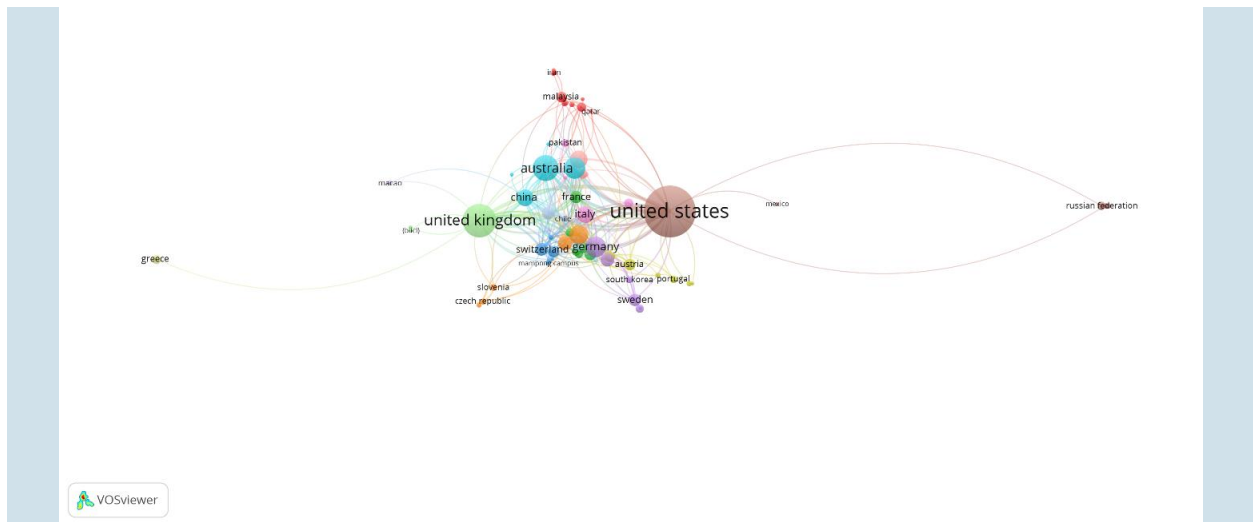 iran
malaysia
qatar
pakistan
australia
macao
china
france
mexico
united states
russian federation
italy
chile
united kingdom
switzerland
germany
greece
mampong campus
austria
south korea
portugal
slovenia
sweden
czech republic
VOSviewer